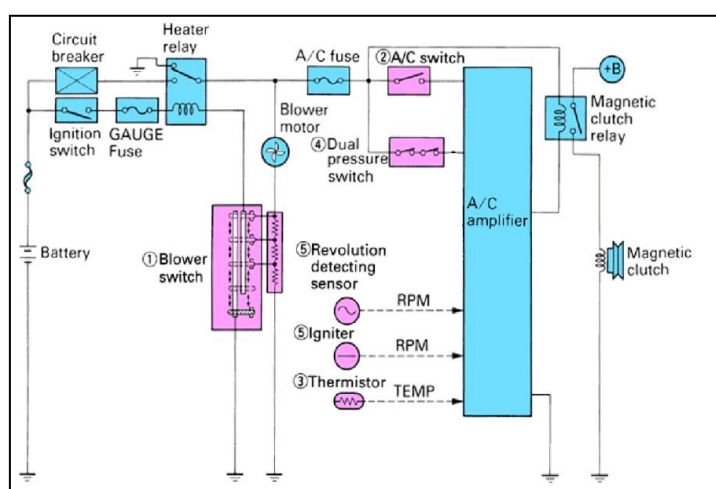 Circuit
breaker
Heater
relay
A/C fuse
②A/C switch
+B
Ignition
switch
GAUGE
Fuse
Blower
motor
Magnetic
clutch
relay
④Dual
pressure
switch
A/C
amplifier
Battery
①Blower
switch
⑤Revolution
detecting
sensor
Magnetic
clutch
RPM
⑤Igniter
RPM
③Thermistor
TEMP